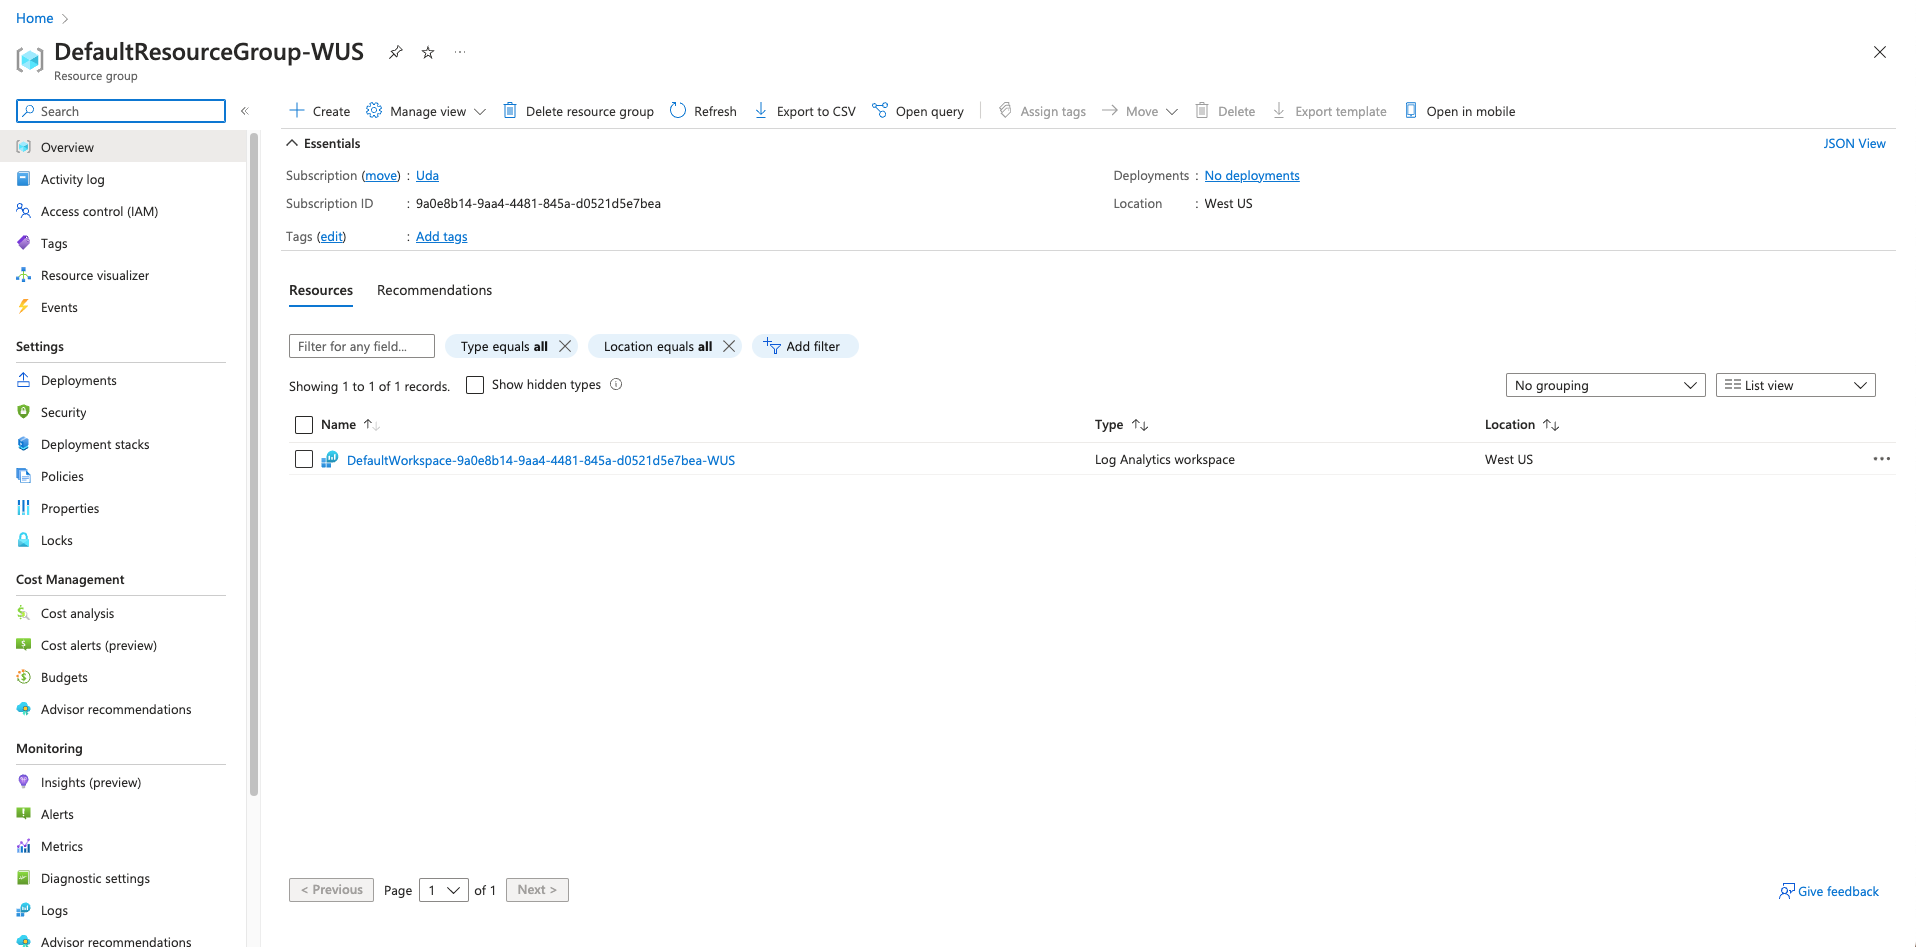 Home
DefaultResourceGroup-WUS
Resource group
Search
Create
Manage view
Delete resource group
Refresh
Export to CSV
Open query
Assign tags
Move
Delete
Export template
Open in mobile
Overview
Activity log
Access control (IAM)
Tags
Resource visualizer
Events
Settings
Deployments
Security
Deployment stacks
Policies
Properties
Locks
Cost Management
Cost analysis
Cost alerts (preview)
Budgets
Advisor recommendations
Monitoring
Insights (preview)
Alerts
Metrics
Diagnostic settings
Logs
Advisor recommendations
Essentials
JSON View
Subscription (move) : Uda
Subscription ID : 9a0e8b14-9aa4-4481-845a-d0521d5e7bea
Tags (edit) : Add tags
Deployments : No deployments
Location : West US
Resources
Recommendations
Filter for any field...
Type equals all
Location equals all
Add filter
Showing 1 to 1 of 1 records.
Show hidden types
No grouping
List view
Name
Type
Location
DefaultWorkspace-9a0e8b14-9aa4-4481-845a-d0521d5e7bea-WUS
Log Analytics workspace
West US
< Previous
Page 1 of 1
Next >
Give feedback